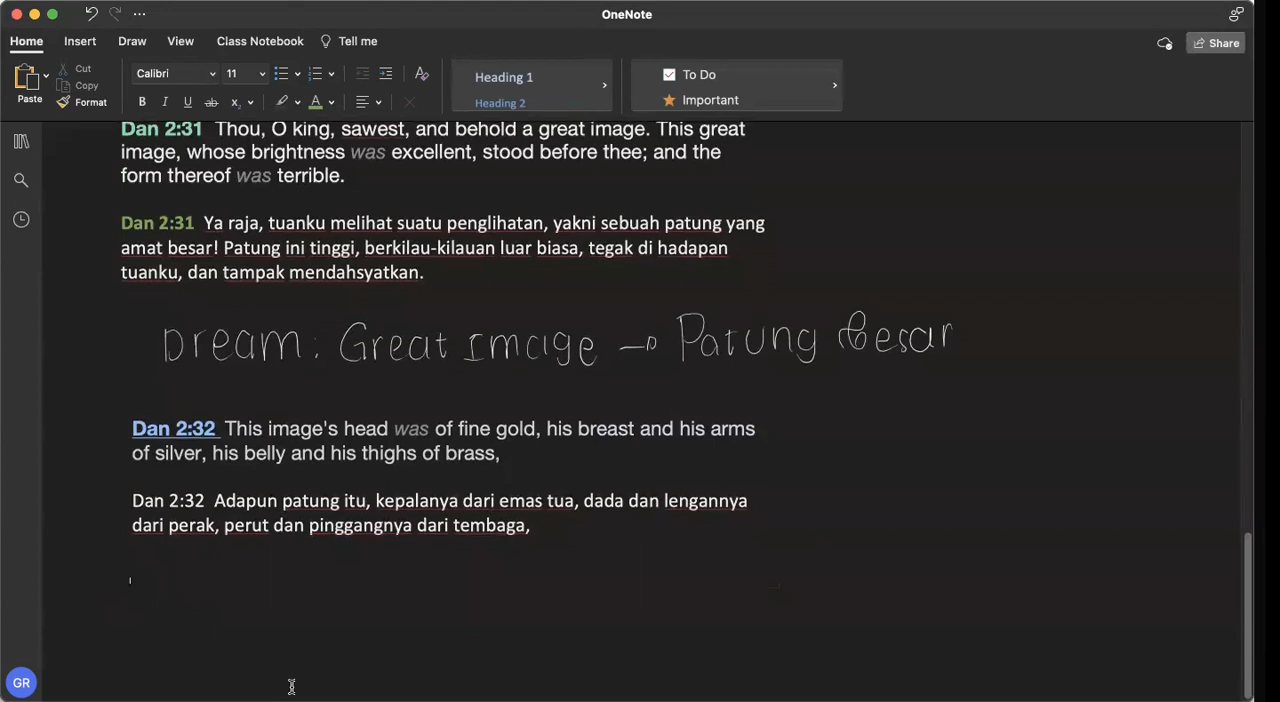 OneNote
Home Insert Draw View Class Notebook Tell me Share
Paste Cut Copy Format Calibri 11 Heading 1 Heading 2 To Do Important
B I U ab x₂ A
Dan 2:31 Thou, O king, sawest, and behold a great image. This great
image, whose brightness was excellent, stood before thee; and the
form thereof was terrible.
Dan 2:31 Ya raja, tuanku melihat suatu penglihatan, yakni sebuah patung yang
amat besar! Patung ini tinggi, berkilau-kilauan luar biasa, tegak di hadapan
tuanku, dan tampak mendahsyatkan.
Dream: Great Image → Patung Besar
Dan 2:32 This image's head was of fine gold, his breast and his arms
of silver, his belly and his thighs of brass,
Dan 2:32 Adapun patung itu, kepalanya dari emas tua, dada dan lengannya
dari perak, perut dan pinggangnya dari tembaga,
GR